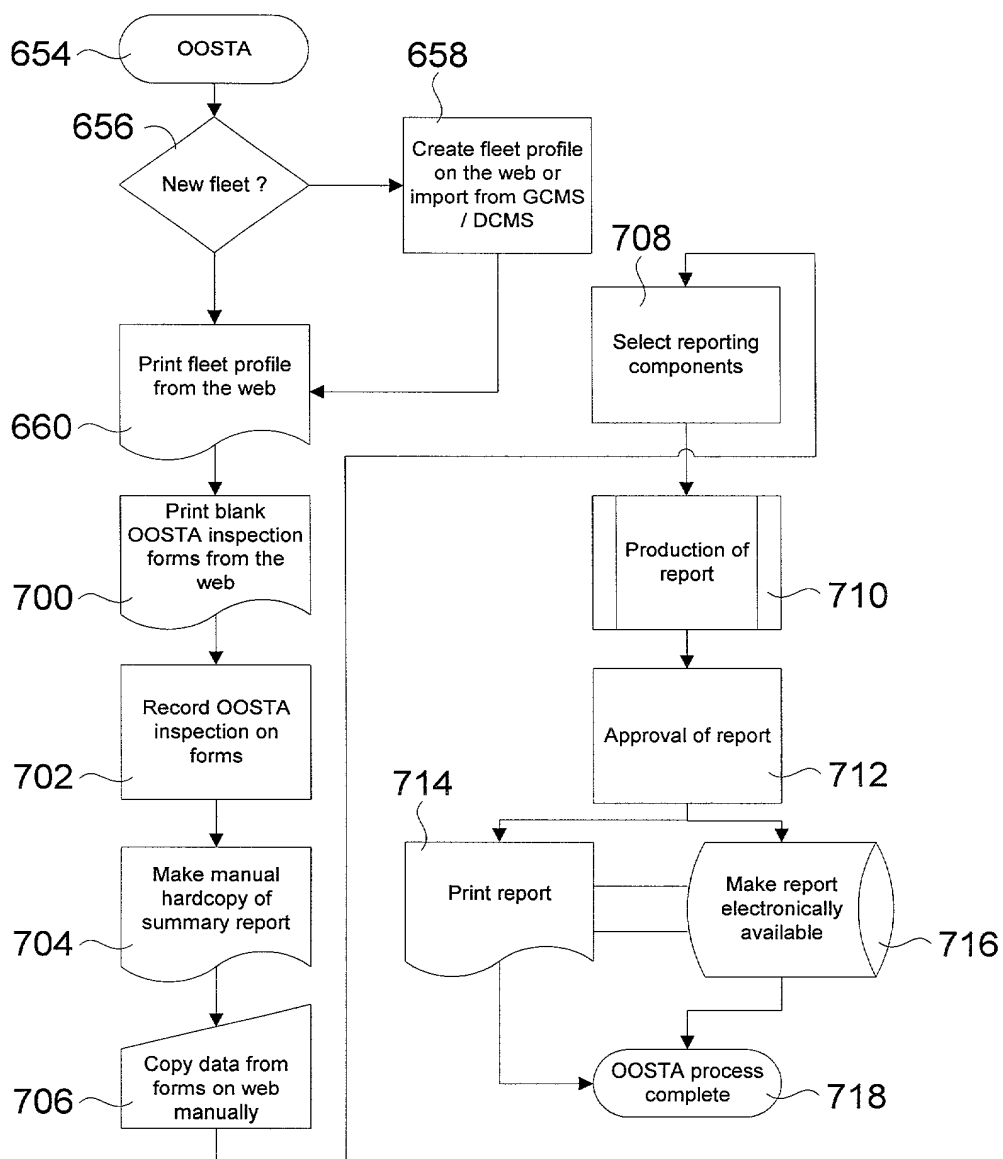 654
OOSTA
658
656
New fleet ?
Create fleet profile
on the web or
import from GCMS
/ DCMS
708
Select reporting
components
Print fleet profile
from the web
660
Print blank
OOSTA inspection
forms from the
web
700
Production of
report
710
Record OOSTA
inspection on
forms
702
Approval of report
712
714
Make manual
hardcopy of
summary report
704
Print report
Make report
electronically
available
716
Copy data from
forms on web
manually
706
OOSTA process
complete
718